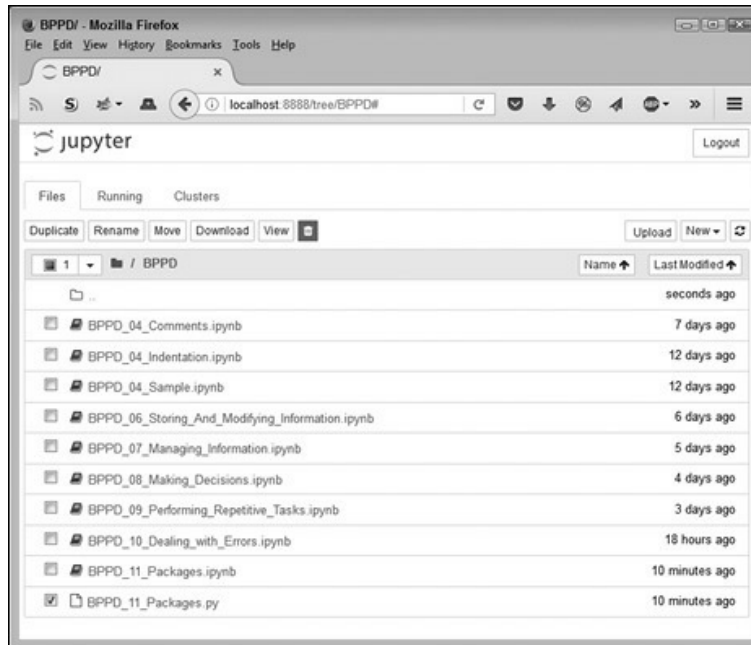 BPPD/ - Mozilla Firefox
File Edit View History Bookmarks Tools Help
BPPD/ ×
localhost:8888/tree/BPPD#
jupyter Logout
Files Running Clusters
Duplicate Rename Move Download View Upload New
1 / BPPD Name Last Modified
.. seconds ago
BPPD_04_Comments.ipynb 7 days ago
BPPD_04_Indentation.ipynb 12 days ago
BPPD_04_Sample.ipynb 12 days ago
BPPD_06_Storing_And_Modifying_Information.ipynb 6 days ago
BPPD_07_Managing_Information.ipynb 5 days ago
BPPD_08_Making_Decisions.ipynb 4 days ago
BPPD_09_Performing_Repetitive_Tasks.ipynb 3 days ago
BPPD_10_Dealing_with_Errors.ipynb 18 hours ago
BPPD_11_Packages.ipynb 10 minutes ago
BPPD_11_Packages.py 10 minutes ago